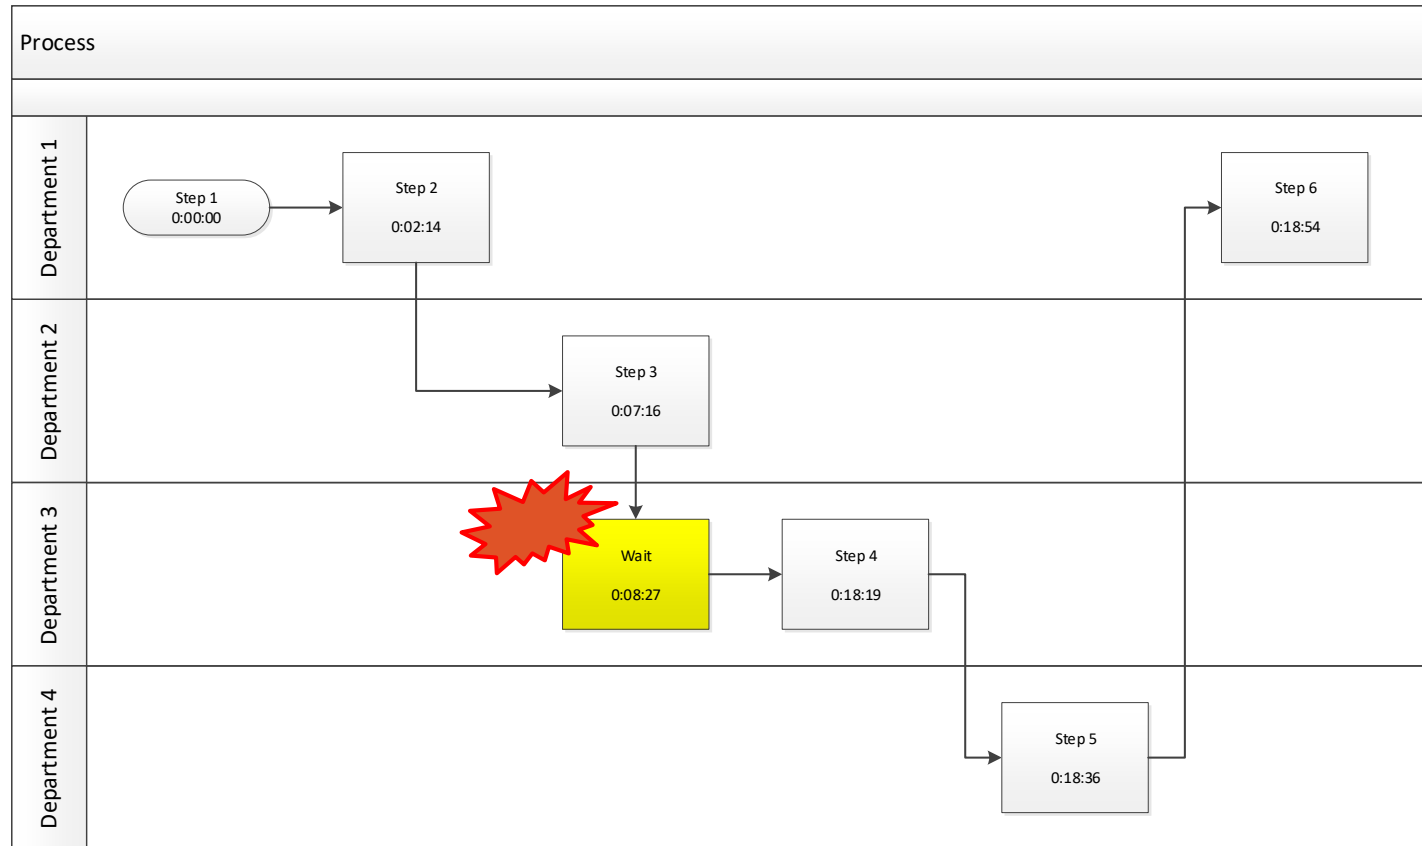 Process
Department 1
Step 1
0:00:00
Step 2
0:02:14
Step 6
0:18:54
Department 2
Step 3
0:07:16
Department 3
Wait
0:08:27
Step 4
0:18:19
Department 4
Step 5
0:18:36